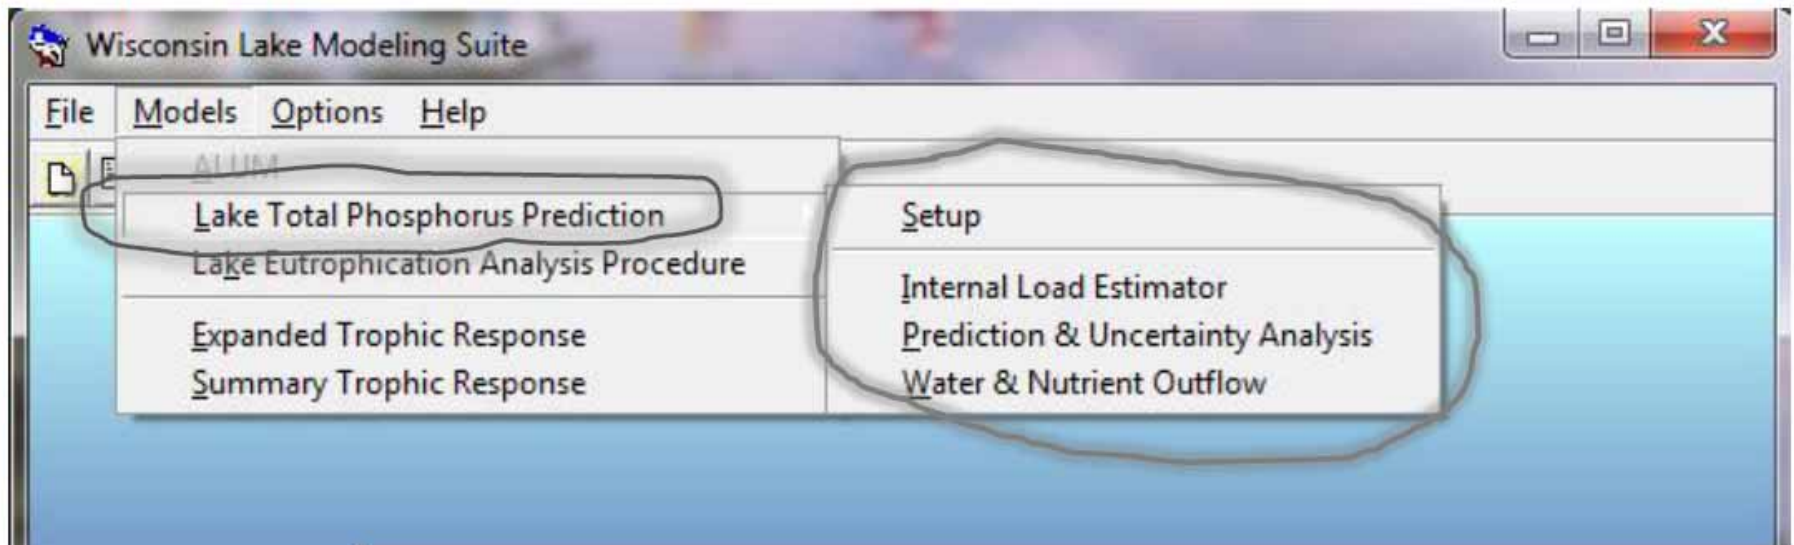 Wisconsin Lake Modeling Suite
File Models Options Help
ALUM
Lake Total Phosphorus Prediction
Lake Eutrophication Analysis Procedure
Expanded Trophic Response
Summary Trophic Response
Setup
Internal Load Estimator
Prediction & Uncertainty Analysis
Water & Nutrient Outflow